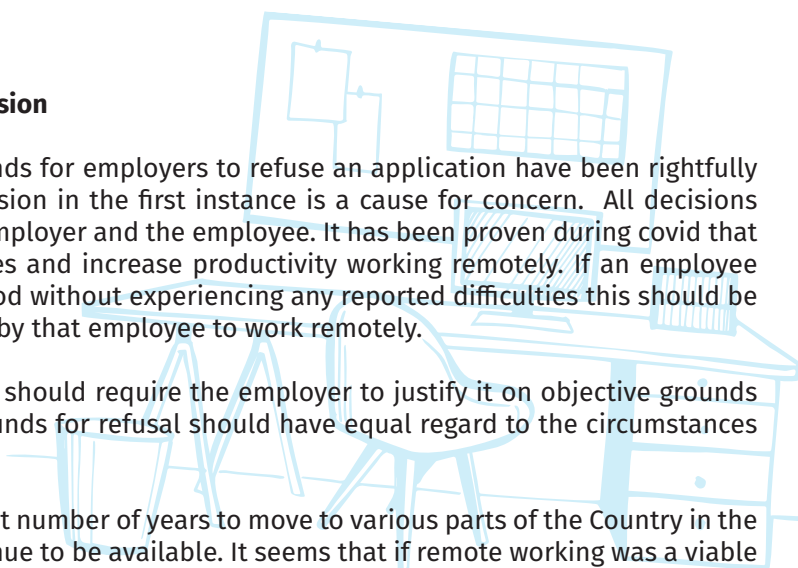 sion
nds for employers to refuse an application have been rightfully
sion in the first instance is a cause for concern. All decisions
mployer and the employee. It has been proven during covid that
es and increase productivity working remotely. If an employee
od without experiencing any reported difficulties this should be
by that employee to work remotely.
should require the employer to justify it on objective grounds
unds for refusal should have equal regard to the circumstances
t number of years to move to various parts of the Country in the
nue to be available. It seems that if remote working was a viable